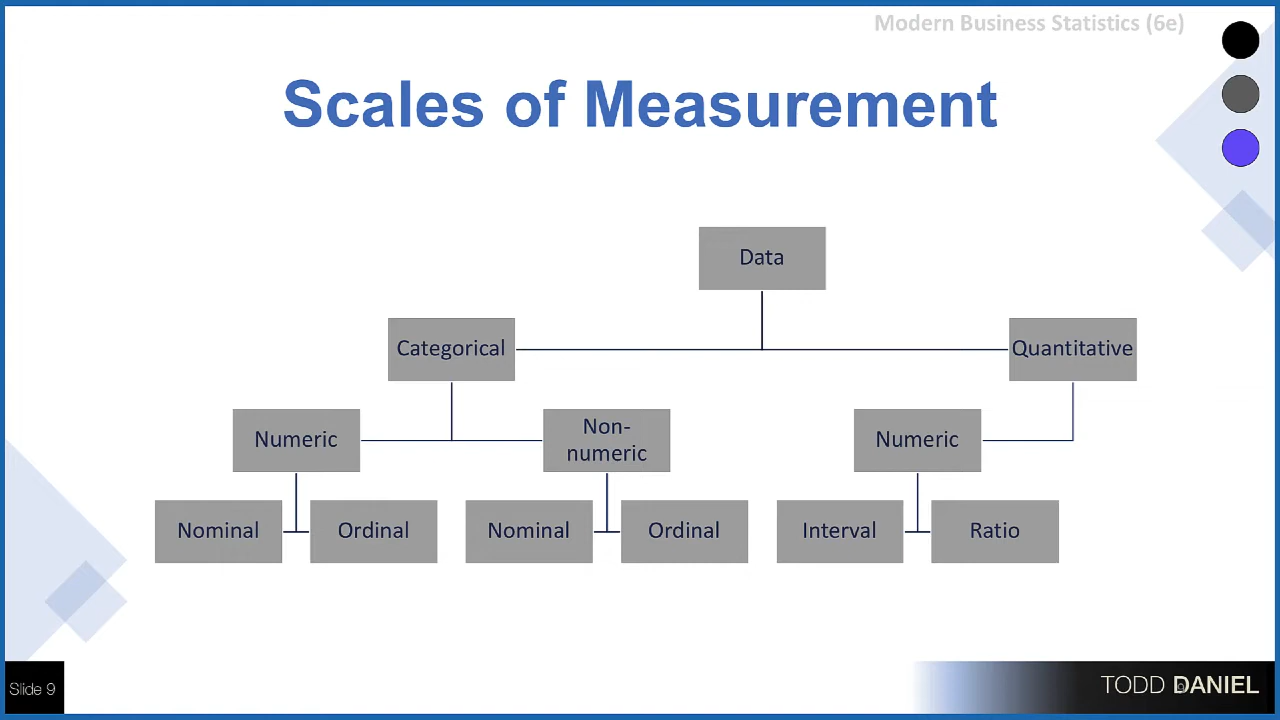 Modern Business Statistics (6e)
Scales of Measurement
Data
Categorical
Quantitative
Numeric
Non-
numeric
Numeric
Nominal
Ordinal
Nominal
Ordinal
Interval
Ratio
Slide 9
TODD DANIEL
9